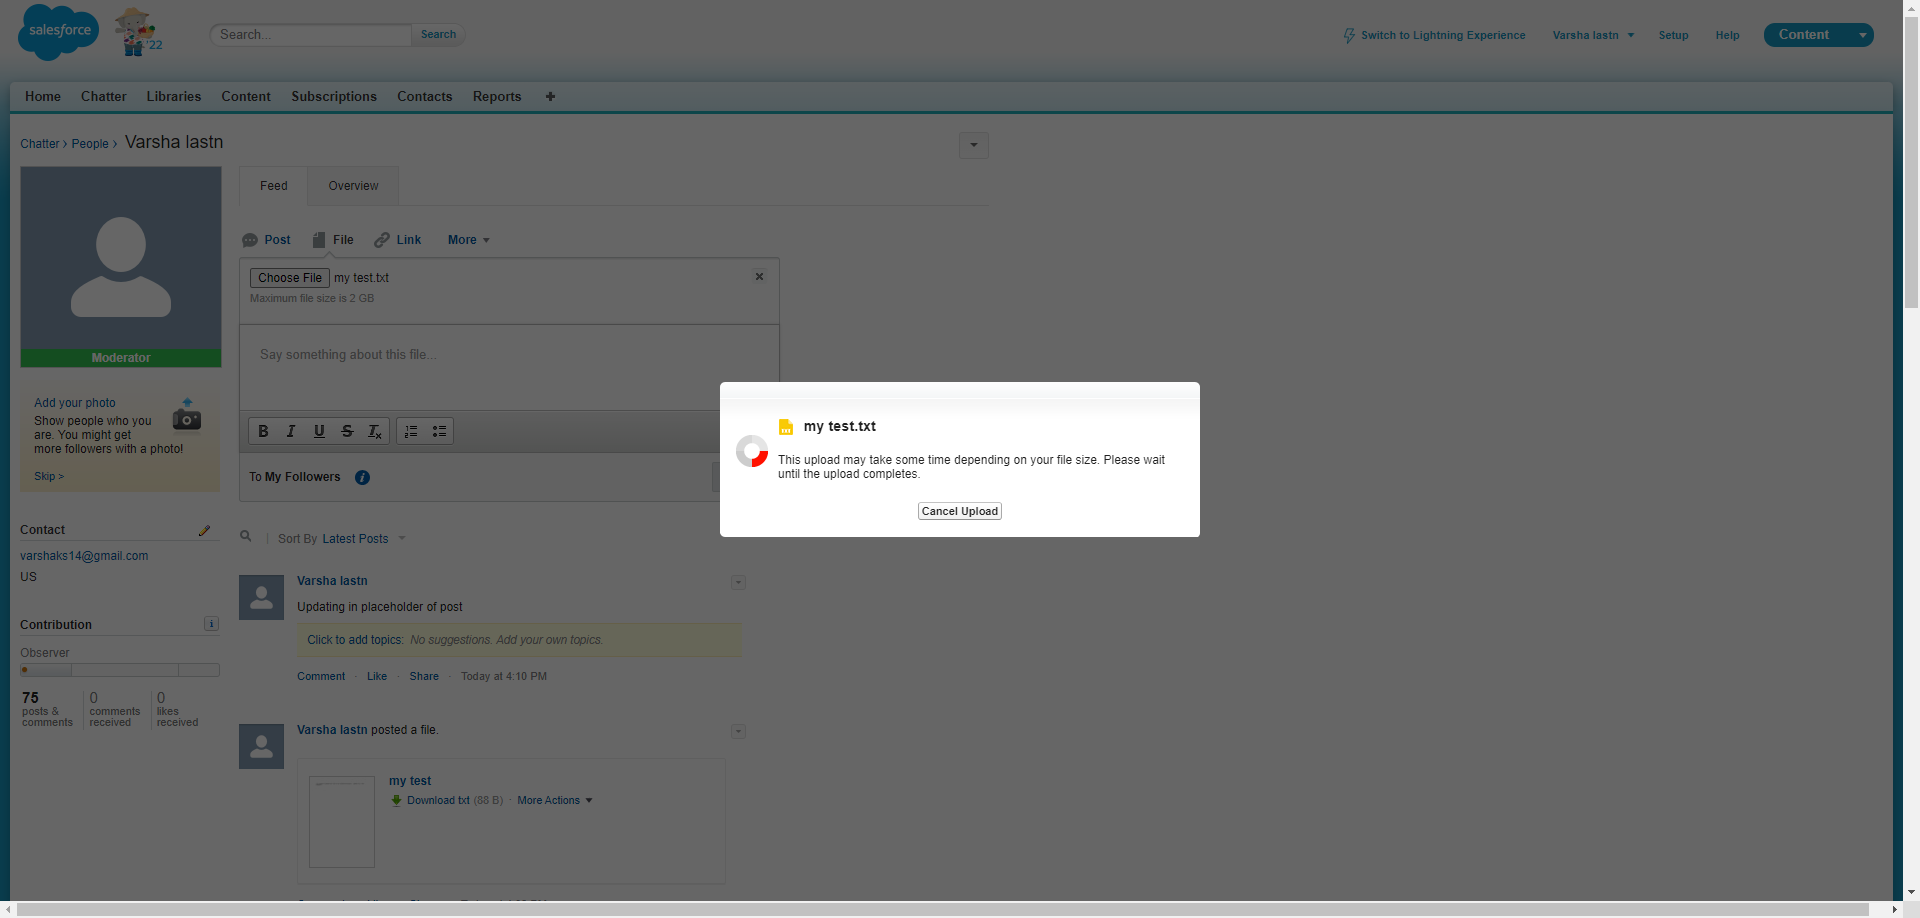 salesforce
'22
Search...
Search
Switch to Lightning Experience
Varsha lastn
Setup
Help
Content
Home
Chatter
Libraries
Content
Subscriptions
Contacts
Reports
Chatter › People › Varsha lastn
Feed
Overview
Post
File
Link
More
Choose File my test.txt
Maximum file size is 2 GB
Say something about this file...
Moderator
Add your photo
Show people who you
are. You might get
more followers with a photo!
Skip >
B I U S Tx
To My Followers
my test.txt
This upload may take some time depending on your file size. Please wait
until the upload completes.
Cancel Upload
Contact
varshaks14@gmail.com
US
Contribution
Observer
75
posts &
comments
0
comments
received
0
likes
received
Sort By Latest Posts
Varsha lastn
Updating in placeholder of post
Click to add topics: No suggestions. Add your own topics.
Comment · Like · Share · Today at 4:10 PM
Varsha lastn posted a file.
my test
Download txt (88 B) · More Actions